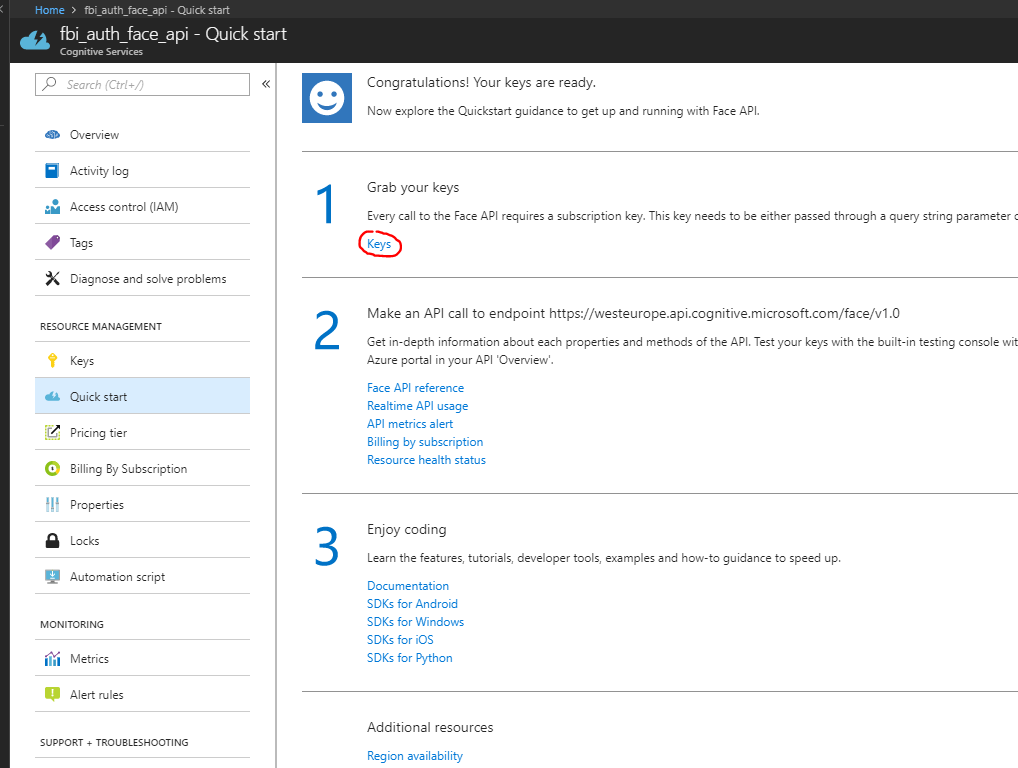 Home > fbi_auth_face_api - Quick start
fbi_auth_face_api - Quick start
Cognitive Services
Search (Ctrl+/)
Overview
Activity log
Access control (IAM)
Tags
Diagnose and solve problems
RESOURCE MANAGEMENT
Keys
Quick start
Pricing tier
Billing By Subscription
Properties
Locks
Automation script
MONITORING
Metrics
Alert rules
SUPPORT + TROUBLESHOOTING
Congratulations! Your keys are ready.
Now explore the Quickstart guidance to get up and running with Face API.
1
Grab your keys
Every call to the Face API requires a subscription key. This key needs to be either passed through a query string parameter
Keys
2
Make an API call to endpoint https://westeurope.api.cognitive.microsoft.com/face/v1.0
Get in-depth information about each properties and methods of the API. Test your keys with the built-in testing console wit
Azure portal in your API 'Overview'.
Face API reference
Realtime API usage
API metrics alert
Billing by subscription
Resource health status
3
Enjoy coding
Learn the features, tutorials, developer tools, examples and how-to guidance to speed up.
Documentation
SDKs for Android
SDKs for Windows
SDKs for iOS
SDKs for Python
Additional resources
Region availability